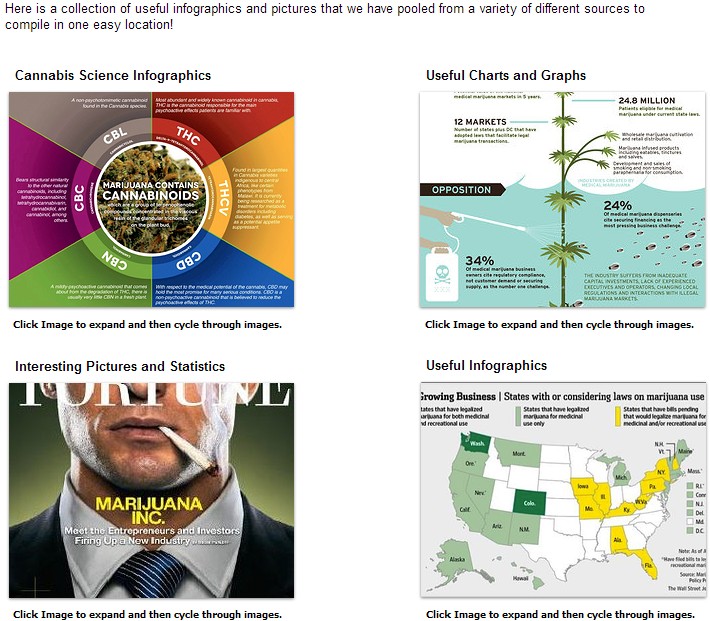 Here is a collection of useful infographics and pictures that we have pooled from a variety of different sources to
compile in one easy location!
Cannabis Science Infographics
Useful Charts and Graphs
A non-psychotomimetic cannabinoid
found in the Cannabis species.
Most abundant and widely known cannabinoid in cannabis,
THC is the cannabinoid responsible for the main
psychoactive effects patients are familiar with.
CBL
THC
Bears structural similarity
to the other natural
cannabinoids, including
tetrahydrocannabinol,
tetrahydrocannabivarin,
cannabidiol, and
cannabinol, among
others.
CBC
MARIJUANA CONTAINS
CANNABINOIDS
which are a group of terpenophenolic
compounds concentrated in the viscous
resin of the glandular trichomes
on the plant bud.
THCV
Found in largest quantities
in Cannabis varieties
indigenous to central
Africa, like certain
phenotypes from
Malawi, it is currently
being researched as a
treatment for metabolic
disorders including
diabetes, as well as serving
as a potential appetite
suppressant.
CBN
CBD
A mildly-psychoactive cannabinoid that comes
about from the degradation of THC, there is
usually very little CBN in a fresh plant.
With respect to the medical potential of the cannabis, CBD may
hold the most promise for many serious conditions. CBD is a
non-psychoactive cannabinoid that is believed to reduce the
psychoactive effects of THC.
medical marijuana markets in 5 years.
24.8 MILLION
Patients eligible for medical
marijuana under current state laws.
12 MARKETS
Number of states plus DC that have
adopted laws that facilitate legal
marijuana transactions.
Wholesale marijuana cultivation
and retail distribution.
Marijuana infused products
including eatables, tinctures
and salves.
Development and sales of
smoking and non-smoking
paraphernalia for consumption.
INDUSTRIES CREATED BY
MEDICAL MARIJUANA
OPPOSITION
24%
Of medical marijuana dispensaries
cite securing financing as the
most pressing business challenge.
34%
Of medical marijuana business
owners cite regulatory compliance,
not customer demand or securing
supply, as the number one challenge.
THE INDUSTRY SUFFERS FROM INADEQUATE
CAPITAL INVESTMENTS, LACK OF EXPERIENCED
EXECUTIVES AND OPERATORS, CHANGING LOCAL
REGULATIONS AND INTERACTIONS WITH ILLEGAL
MARIJUANA MARKETS.
Click Image to expand and then cycle through images.
Click Image to expand and then cycle through images.
Interesting Pictures and Statistics
Useful Infographics
FORTUNE
MARIJUANA
INC.
Meet the Entrepreneurs and Investors
Firing Up a New Industry
Growing Business | States with or considering laws on marijuana use
states that have legalized
marijuana for both medicinal
and recreational use
States that have legalized
marijuana for medicinal
use only
States that have bills pending
that would legalize marijuana for
medicinal and/or recreational use
Wash.
Ore.
Mont.
Nev.
Calif.
Colo.
Ariz.
N.M.
Alaska
Hawaii
Iowa
Mo.
Ill.
Mich.
Ky.
W.Va.
Pa.
N.Y.
N.H.
Vt.
Maine
Mass.
Ala.
Fla.
R.I.
N.J.
Del.
Md.
D.C.
Note: As of
*Have filed bills to
recreational
The Wall Street
Click Image to expand and then cycle through images.
Click Image to expand and then cycle through images.